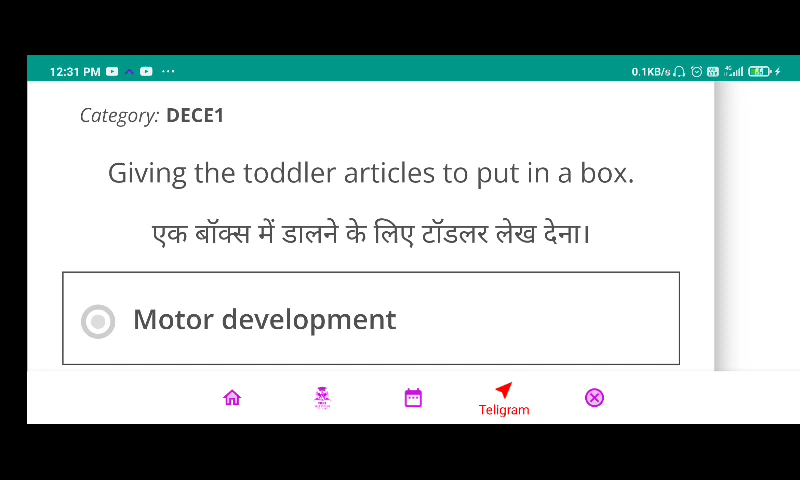 12:31 PM ··· 0.1KB/s 4G
Category: DECE1
Giving the toddler articles to put in a box.
एक बॉक्स में डालने के लिए टॉडलर लेख देना।
Motor development
Teligram